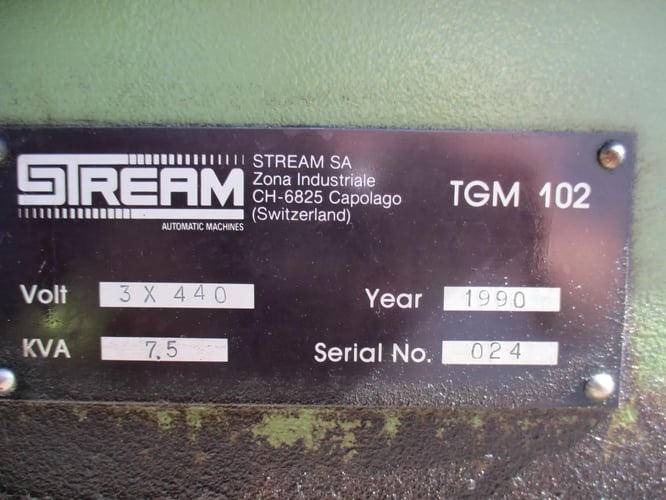 STREAM
AUTOMATIC MACHINES
STREAM SA
Zona Industriale
CH-6825 Capolago
(Switzerland)
TGM 102
Volt 3 X 440
Year 1990
KVA 7.5
Serial No. 024